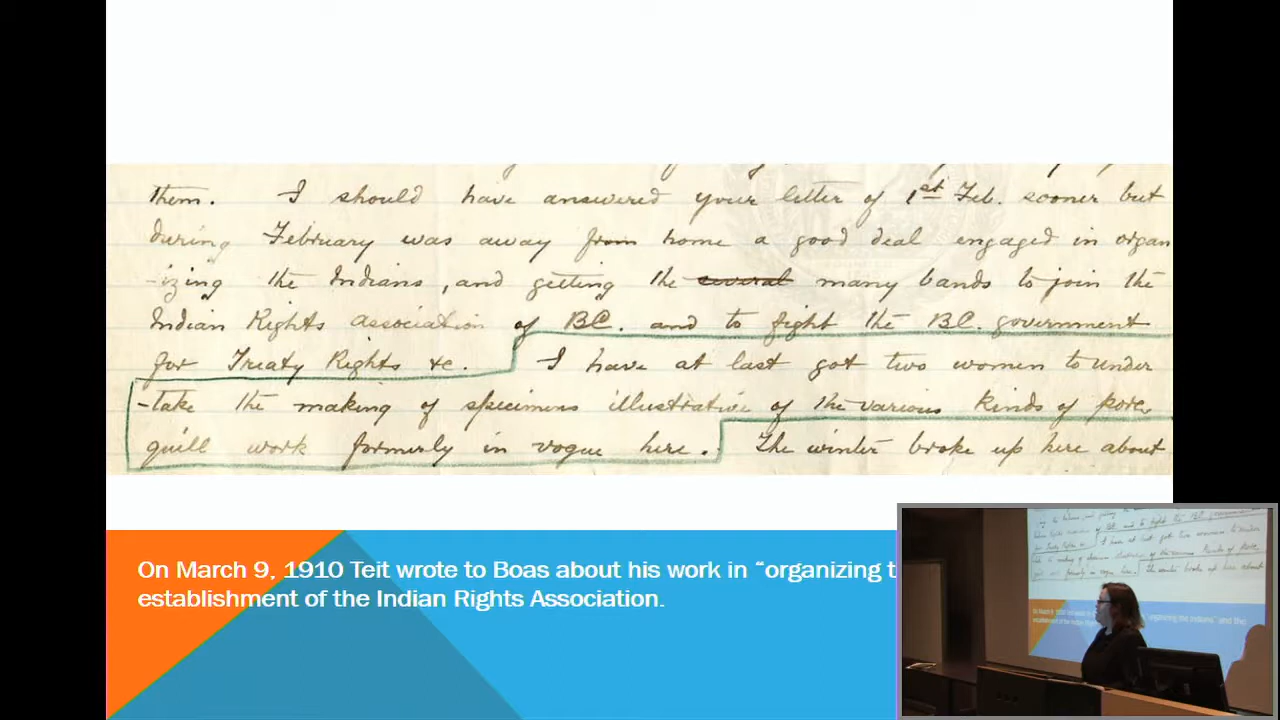 them. I should have answered your letter of 1st Feb. sooner but
during February was away from home a good deal engaged in organ
-izing the Indians, and getting the several many bands to join the
Indian Rights association of BC. and to fight the BC. government
for Treaty Rights &c. I have at last got two women to under
-take the making of specimens illustrative of the various kinds of porc
quill work formerly in vogue here. The winter broke up here about
On March 9, 1910 Teit wrote to Boas about his work in “organizing t
establishment of the Indian Rights Association.